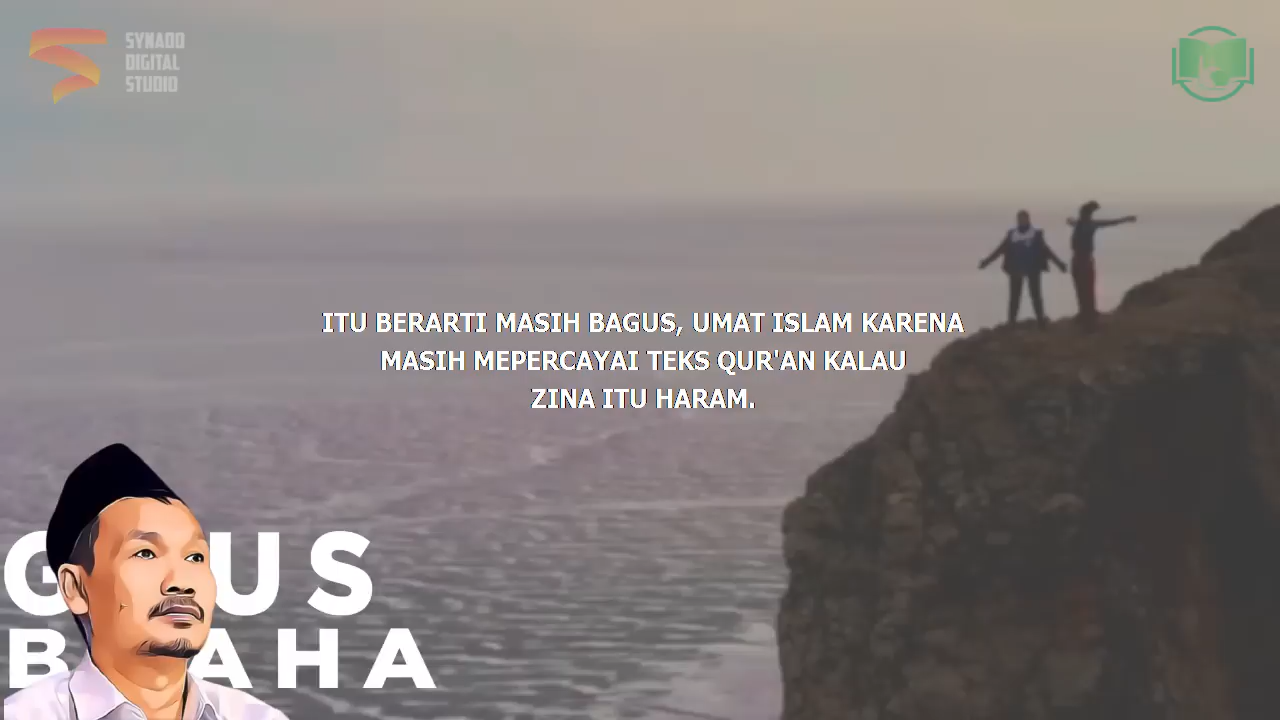 SYNADO
DIGITAL
STUDIO
ITU BERARTI MASIH BAGUS, UMAT ISLAM KARENA
MASIH MEPERCAYAI TEKS QUR'AN KALAU
ZINA ITU HARAM.